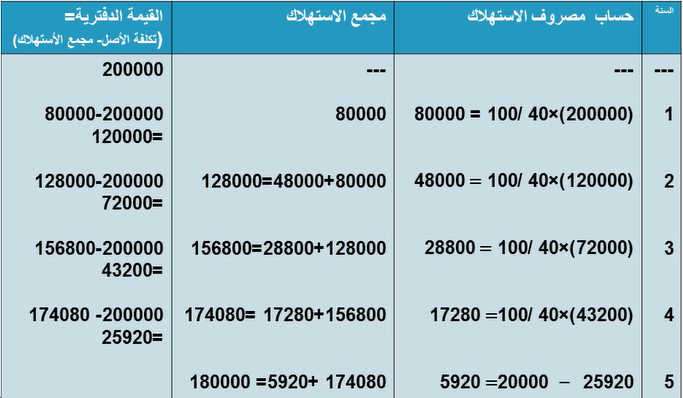 السنة
حساب مصروف الاستهلاك
مجمع الاستهلاك
القيمة الدفترية=
(تكلفة الأصل- مجمع الأستهلاك)
---
---
---
200000
1
(200000)×40 /100 = 80000
80000
80000-200000
=120000
2
(120000)×40 /100 = 48000
80000+48000=128000
128000-200000
=72000
3
(72000)×40 /100 = 28800
128000+28800=156800
156800-200000
=43200
4
(43200)×40 /100= 17280
156800+17280 =174080
174080 -200000
=25920
5
25920 – 20000= 5920
174080 +5920= 180000